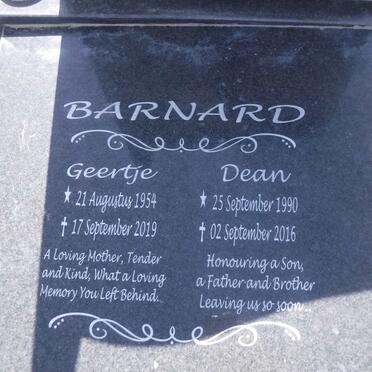 BARNARD
Geertje
★ 21 Augustus 1954
✝ 17 September 2019
A Loving Mother, Tender
and Kind, What a Loving
Memory You Left Behind.
Dean
★ 25 September 1990
✝ 02 September 2016
Honouring a Son,
a Father and Brother
Leaving us so soon..